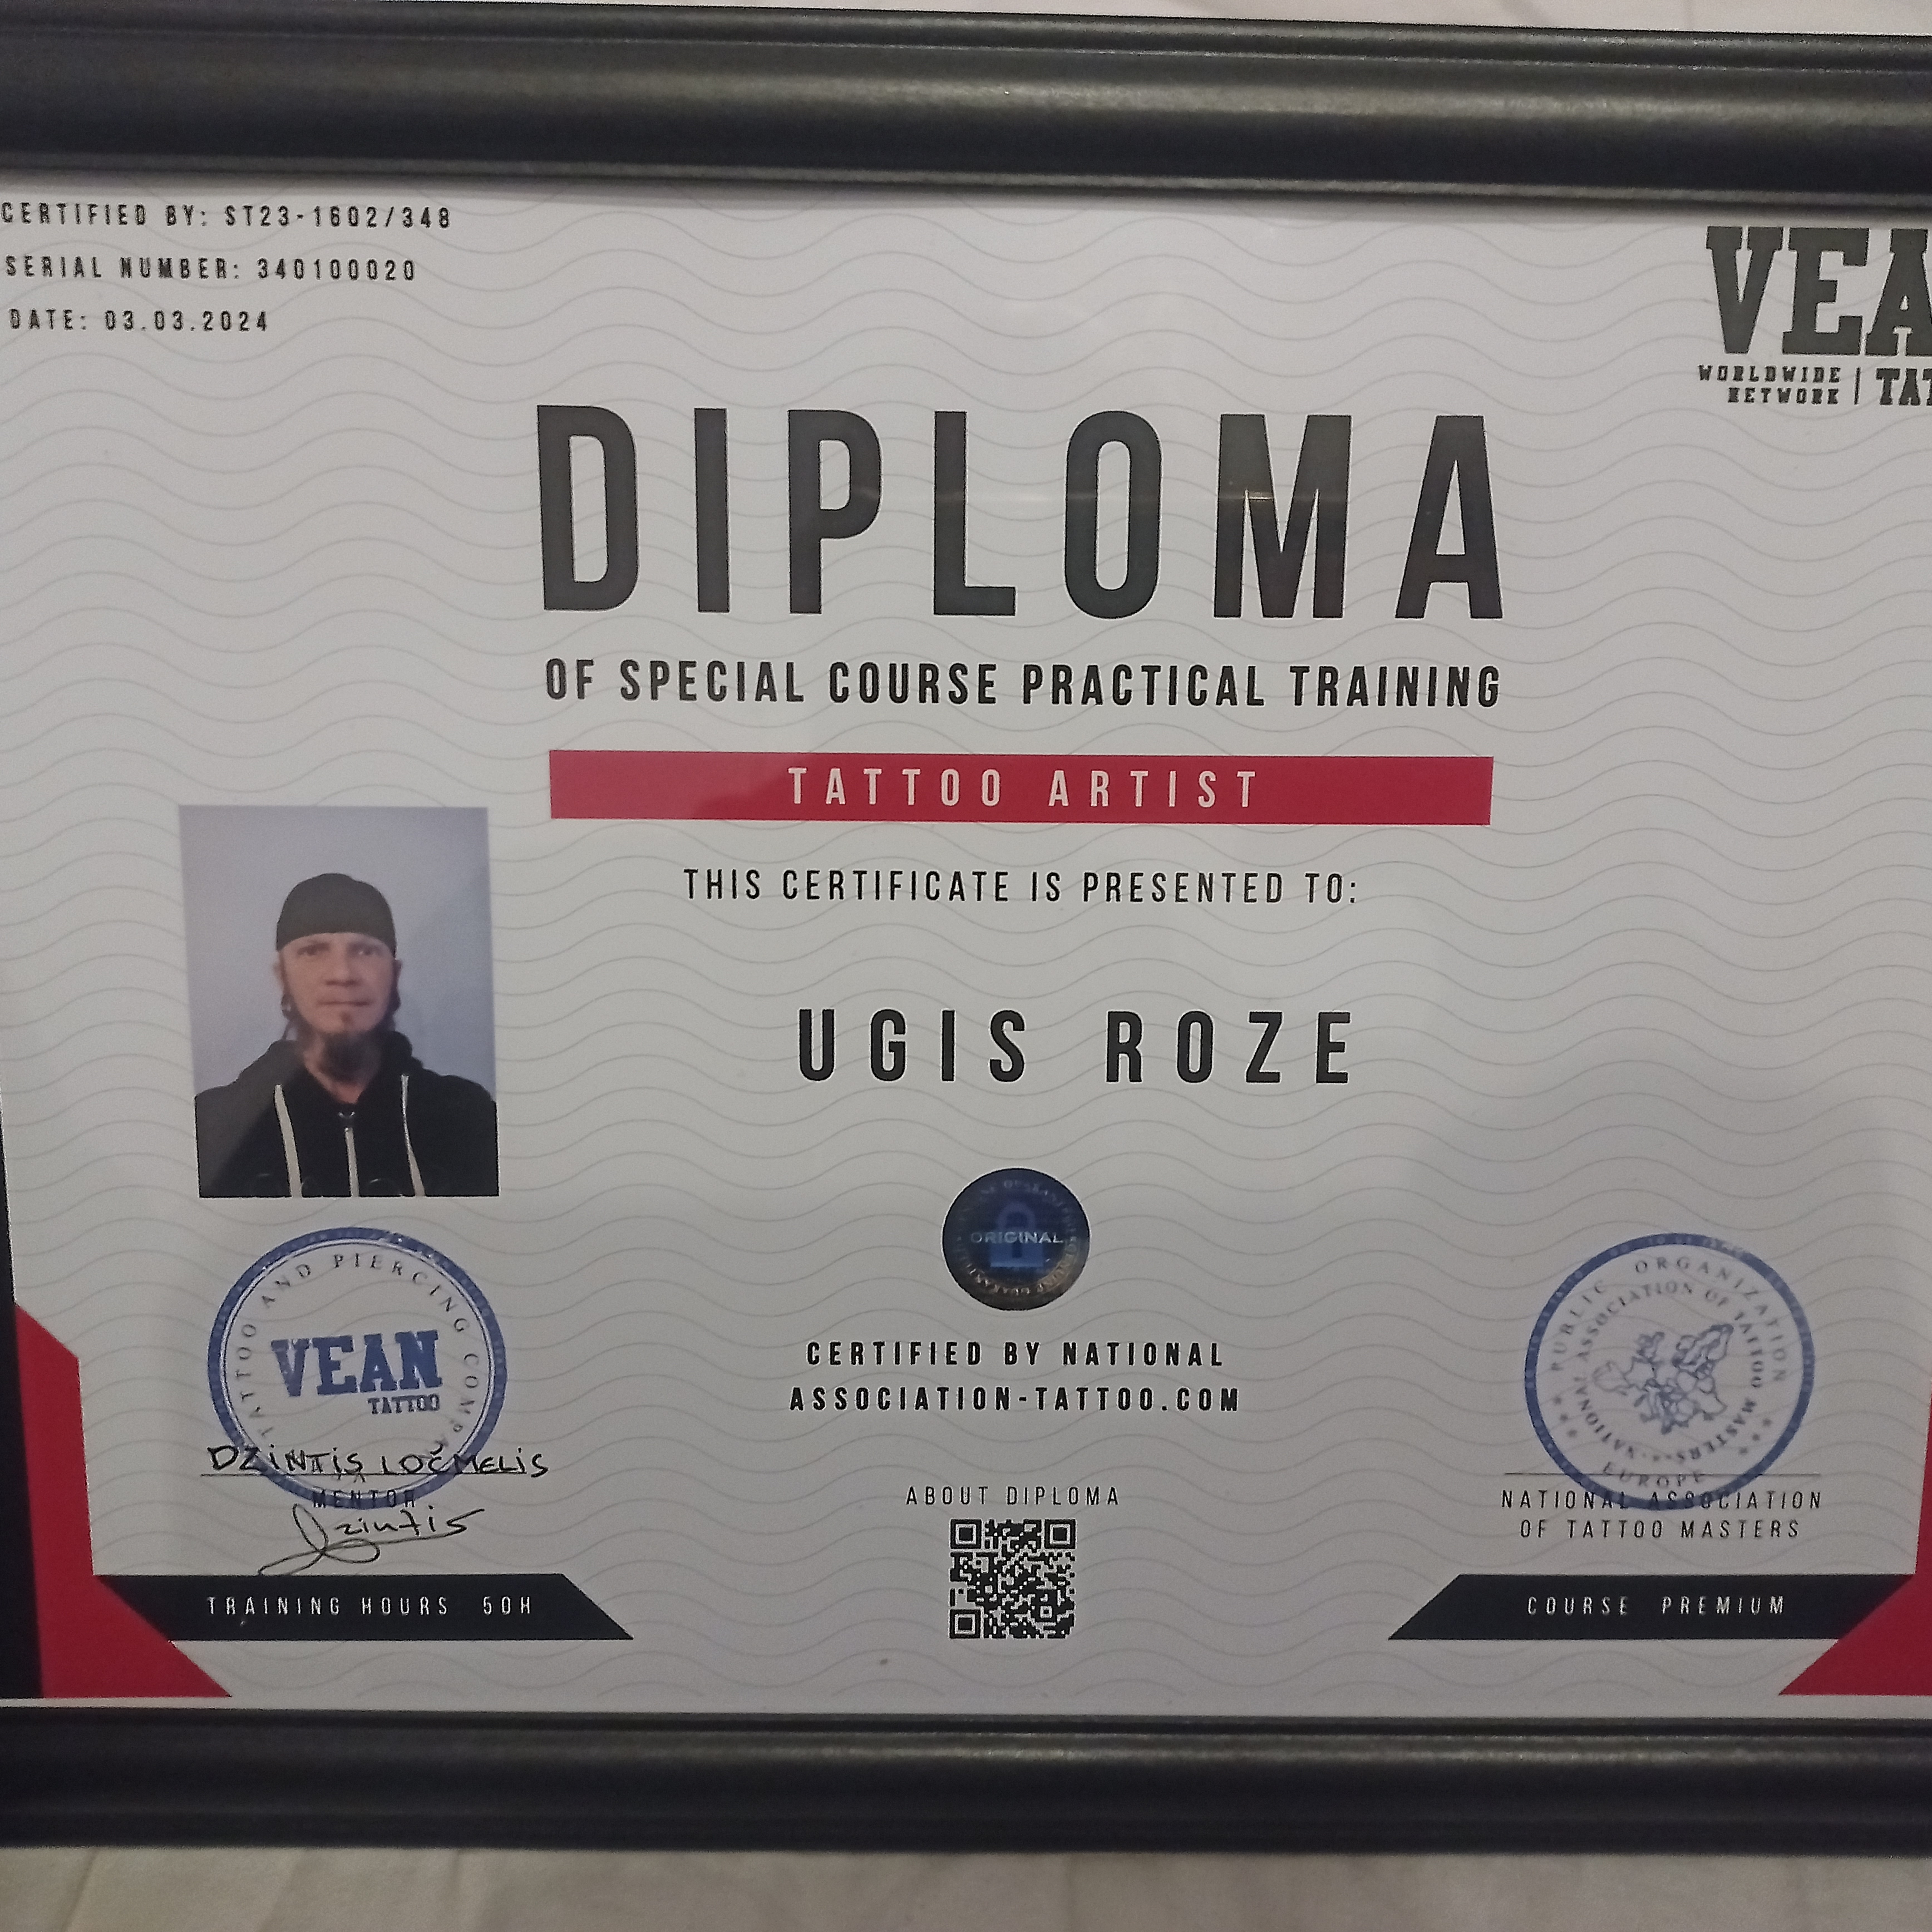 CERTIFIED BY: ST23-1602/348
SERIAL NUMBER: 340100020
DATE: 03.03.2024
VEA
WORLDWIDE NETWORK | TAT
DIPLOMA
OF SPECIAL COURSE PRACTICAL TRAINING
TATTOO ARTIST
THIS CERTIFICATE IS PRESENTED TO:
UGIS ROZE
ORIGINAL
TATTOO AND PIERCING COMPA
VEAN
TATTOO
DZINTIS LOČMELIS
MENTOR
Dzintis
TRAINING HOURS 50H
CERTIFIED BY NATIONAL
ASSOCIATION-TATTOO.COM
ABOUT DIPLOMA
PUBLIC ORGANIZATION
NATIONAL ASSOCIATION OF TATTOO MASTERS
EUROPE
NATIONAL ASSOCIATION
OF TATTOO MASTERS
COURSE PREMIUM